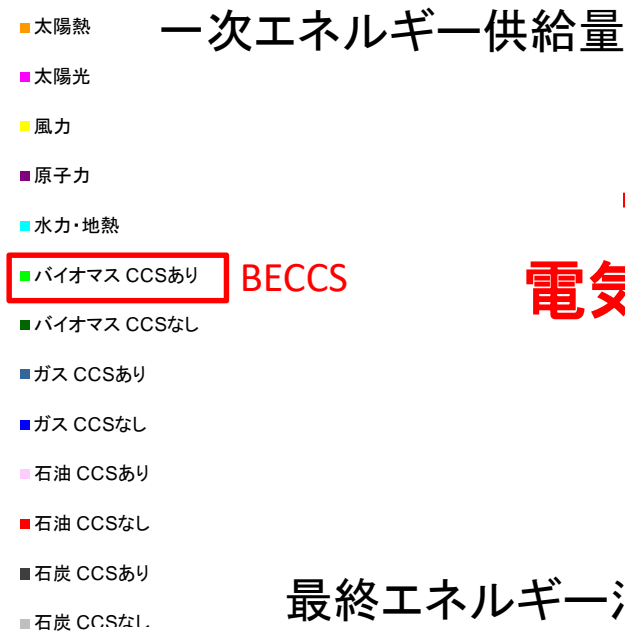 一次エネルギー供給量
太陽熱
太陽光
風力
原子力
水力・地熱
バイオマス CCSあり
BECCS
電気
バイオマス CCSなし
ガス CCSあり
ガス CCSなし
石油 CCSあり
石油 CCSなし
石炭 CCSあり
石炭 CCSなし
最終エネルギー